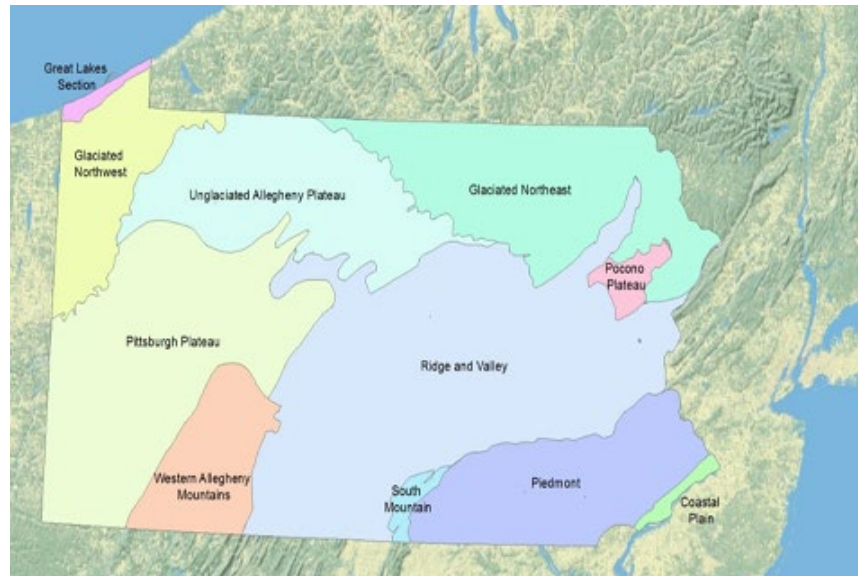 Great Lakes
Section
Glaciated
Northwest
Unglaciated Allegheny Plateau
Glaciated Northeast
Pocono
Plateau
Pittsburgh Plateau
Ridge and Valley
Western Allegheny
Mountains
South
Mountain
Piedmont
Coastal
Plain